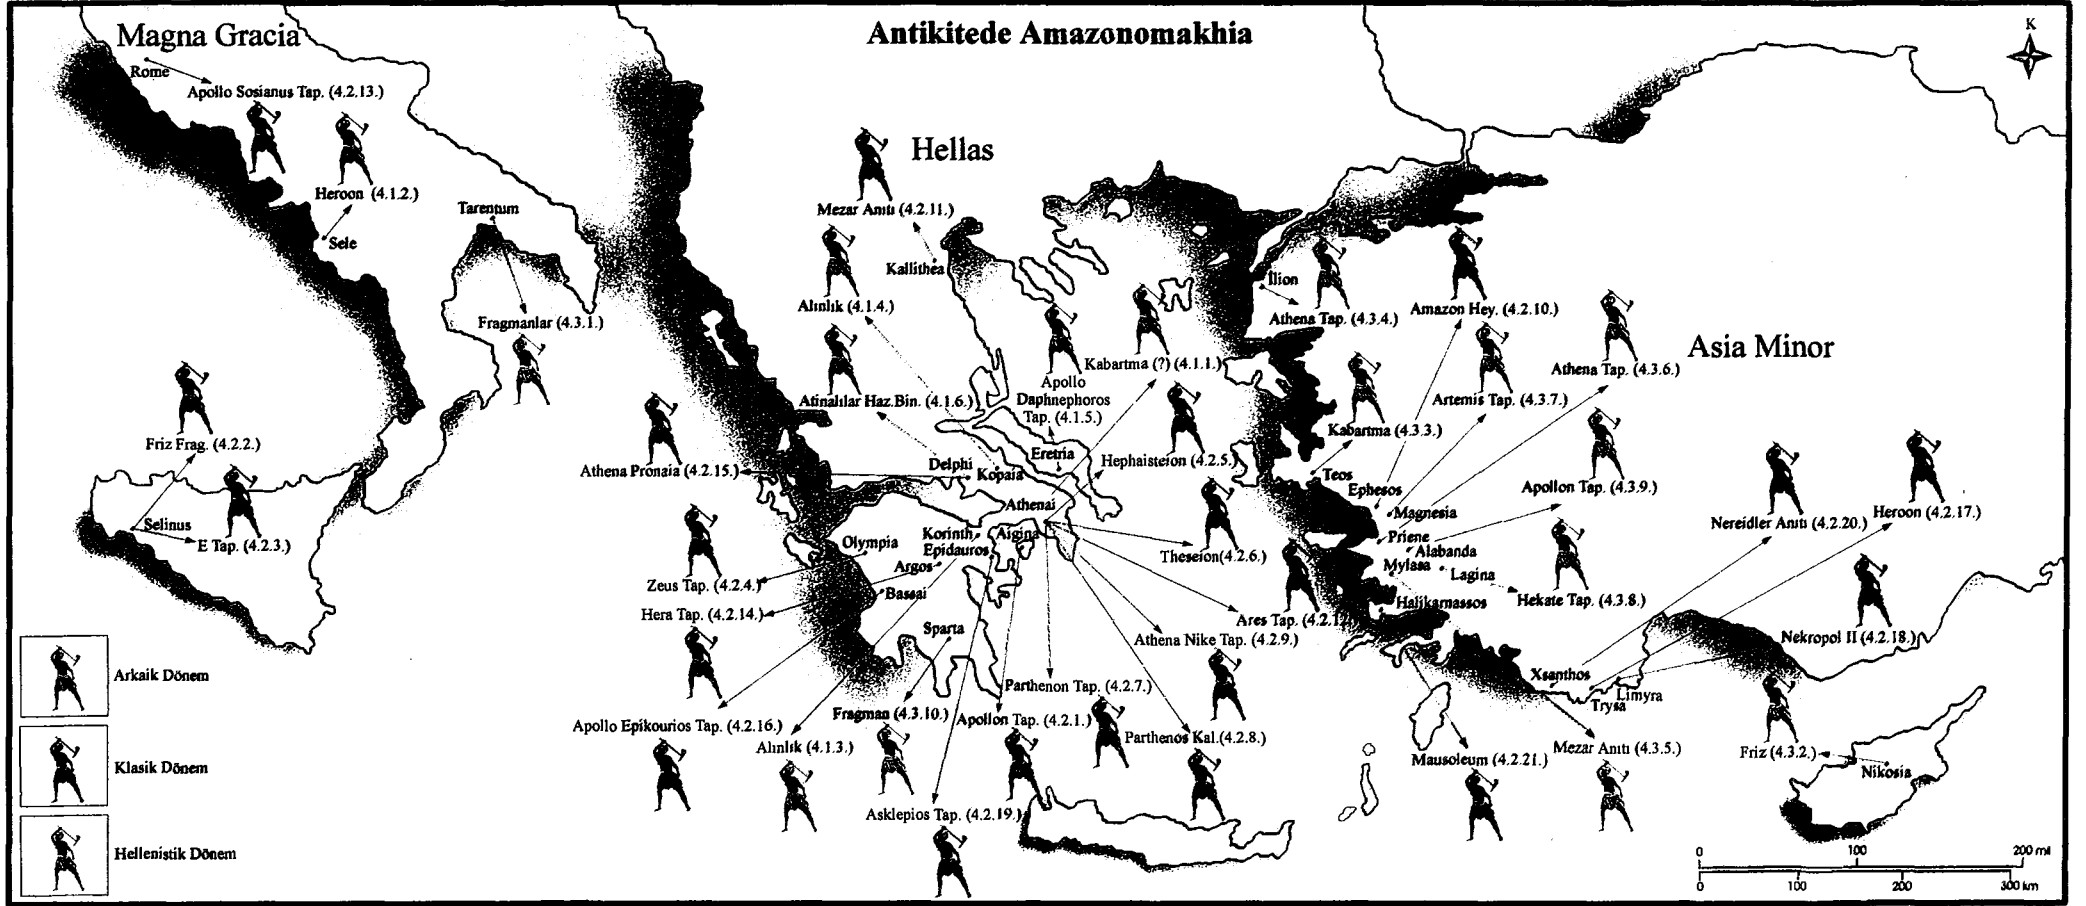 Antikitede Amazonomakhia
K
Magna Gracia
Rome
Apollo Sosianus Tap. (4.2.13.)
Heroon (4.1.2.)
Sele
Tarentum
Fragmanlar (4.3.1.)
Friz Frag. (4.2.2.)
Selinus
E Tap. (4.2.3.)
Hellas
Mezar Anıtı (4.2.11.)
Kallithea
Alınlık (4.1.4.)
Atinalılar Haz.Bin. (4.1.6.)
Apollo
Daphnephoros
Tap. (4.1.5.)
Kabartma (?) (4.1.1.)
Athena Pronaia (4.2.15.)
Delphi
Kopaia
Eretria
Hephaisteion (4.2.5.)
Athenai
Korinth
Aigina
Epidauros
Olympia
Argos
Bassai
Sparta
Theseion(4.2.6.)
Zeus Tap. (4.2.4.)
Hera Tap. (4.2.14.)
Ares Tap. (4.2.12.)
Athena Nike Tap. (4.2.9.)
Parthenon Tap. (4.2.7.)
Fragman (4.3.10.)
Apollon Tap. (4.2.1.)
Apollo Epikourios Tap. (4.2.16.)
Alınlık (4.1.3.)
Parthenos Kal.(4.2.8.)
Asklepios Tap. (4.2.19.)
Asia Minor
İlion
Athena Tap. (4.3.4.)
Amazon Hey. (4.2.10.)
Athena Tap. (4.3.6.)
Artemis Tap. (4.3.7.)
Kabartma (4.3.3.)
Teos
Ephesos
Magnesia
Apollon Tap. (4.3.9.)
Priene
Alabanda
Mylasa
Lagina
Halikarnassos
Hekate Tap. (4.3.8.)
Nereidler Anıtı (4.2.20.)
Heroon (4.2.17.)
Nekropol II (4.2.18.)
Xsanthos
Limyra
Trysa
Mausoleum (4.2.21.)
Mezar Anıtı (4.3.5.)
Friz (4.3.2.)
Nikosia
Arkaik Dönem
Klasik Dönem
Hellenistik Dönem
0 100 200 ml
0 100 200 300 km